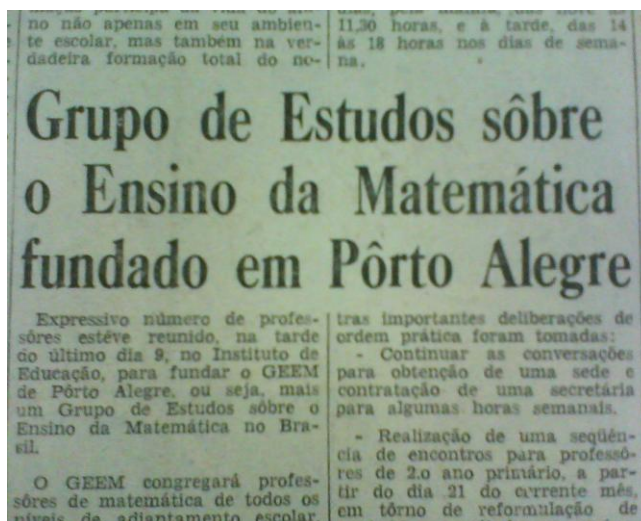 no não apenas em seu ambien-
te escolar, mas também na ver-
dadeira formação total do no-
11,30 horas, e à tarde, das 14
às 18 horas nos dias de sema-
na.
Grupo de Estudos sôbre
o Ensino da Matemática
fundado em Pôrto Alegre
Expressivo número de profes-
sôres estéve reunido, na tarde
do último dia 9, no Instituto de
Educação, para fundar o GEEM
de Pôrto Alegre, ou seja, mais
um Grupo de Estudos sôbre o
Ensino da Matemática no Bra-
sil.
O GEEM congregará profes-
sôres de matemática de todos os
níveis de adiantamento escolar,
tras importantes deliberações de
ordem prática foram tomadas:
- Continuar as conversações
para obtenção de uma sede e
contratação de uma secretária
para algumas horas semanais.
- Realização de uma seqüên-
cia de encontros para professô-
res de 2.o ano primário, a par-
tir do dia 21 do corrente mês,
em tôrno de reformulação de